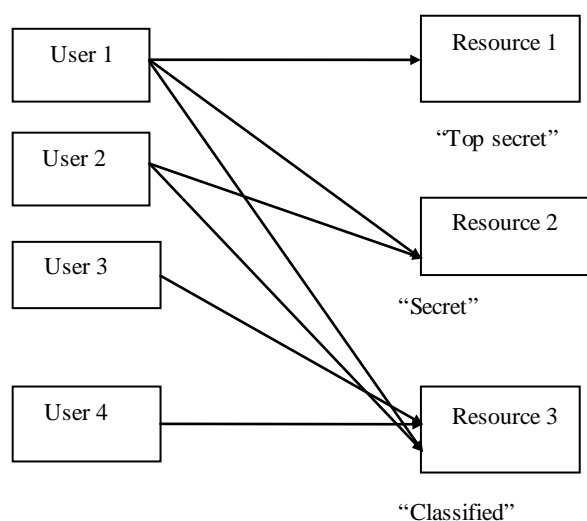 User 1
Resource 1
“Top secret”
User 2
Resource 2
User 3
“Secret”
User 4
Resource 3
“Classified”